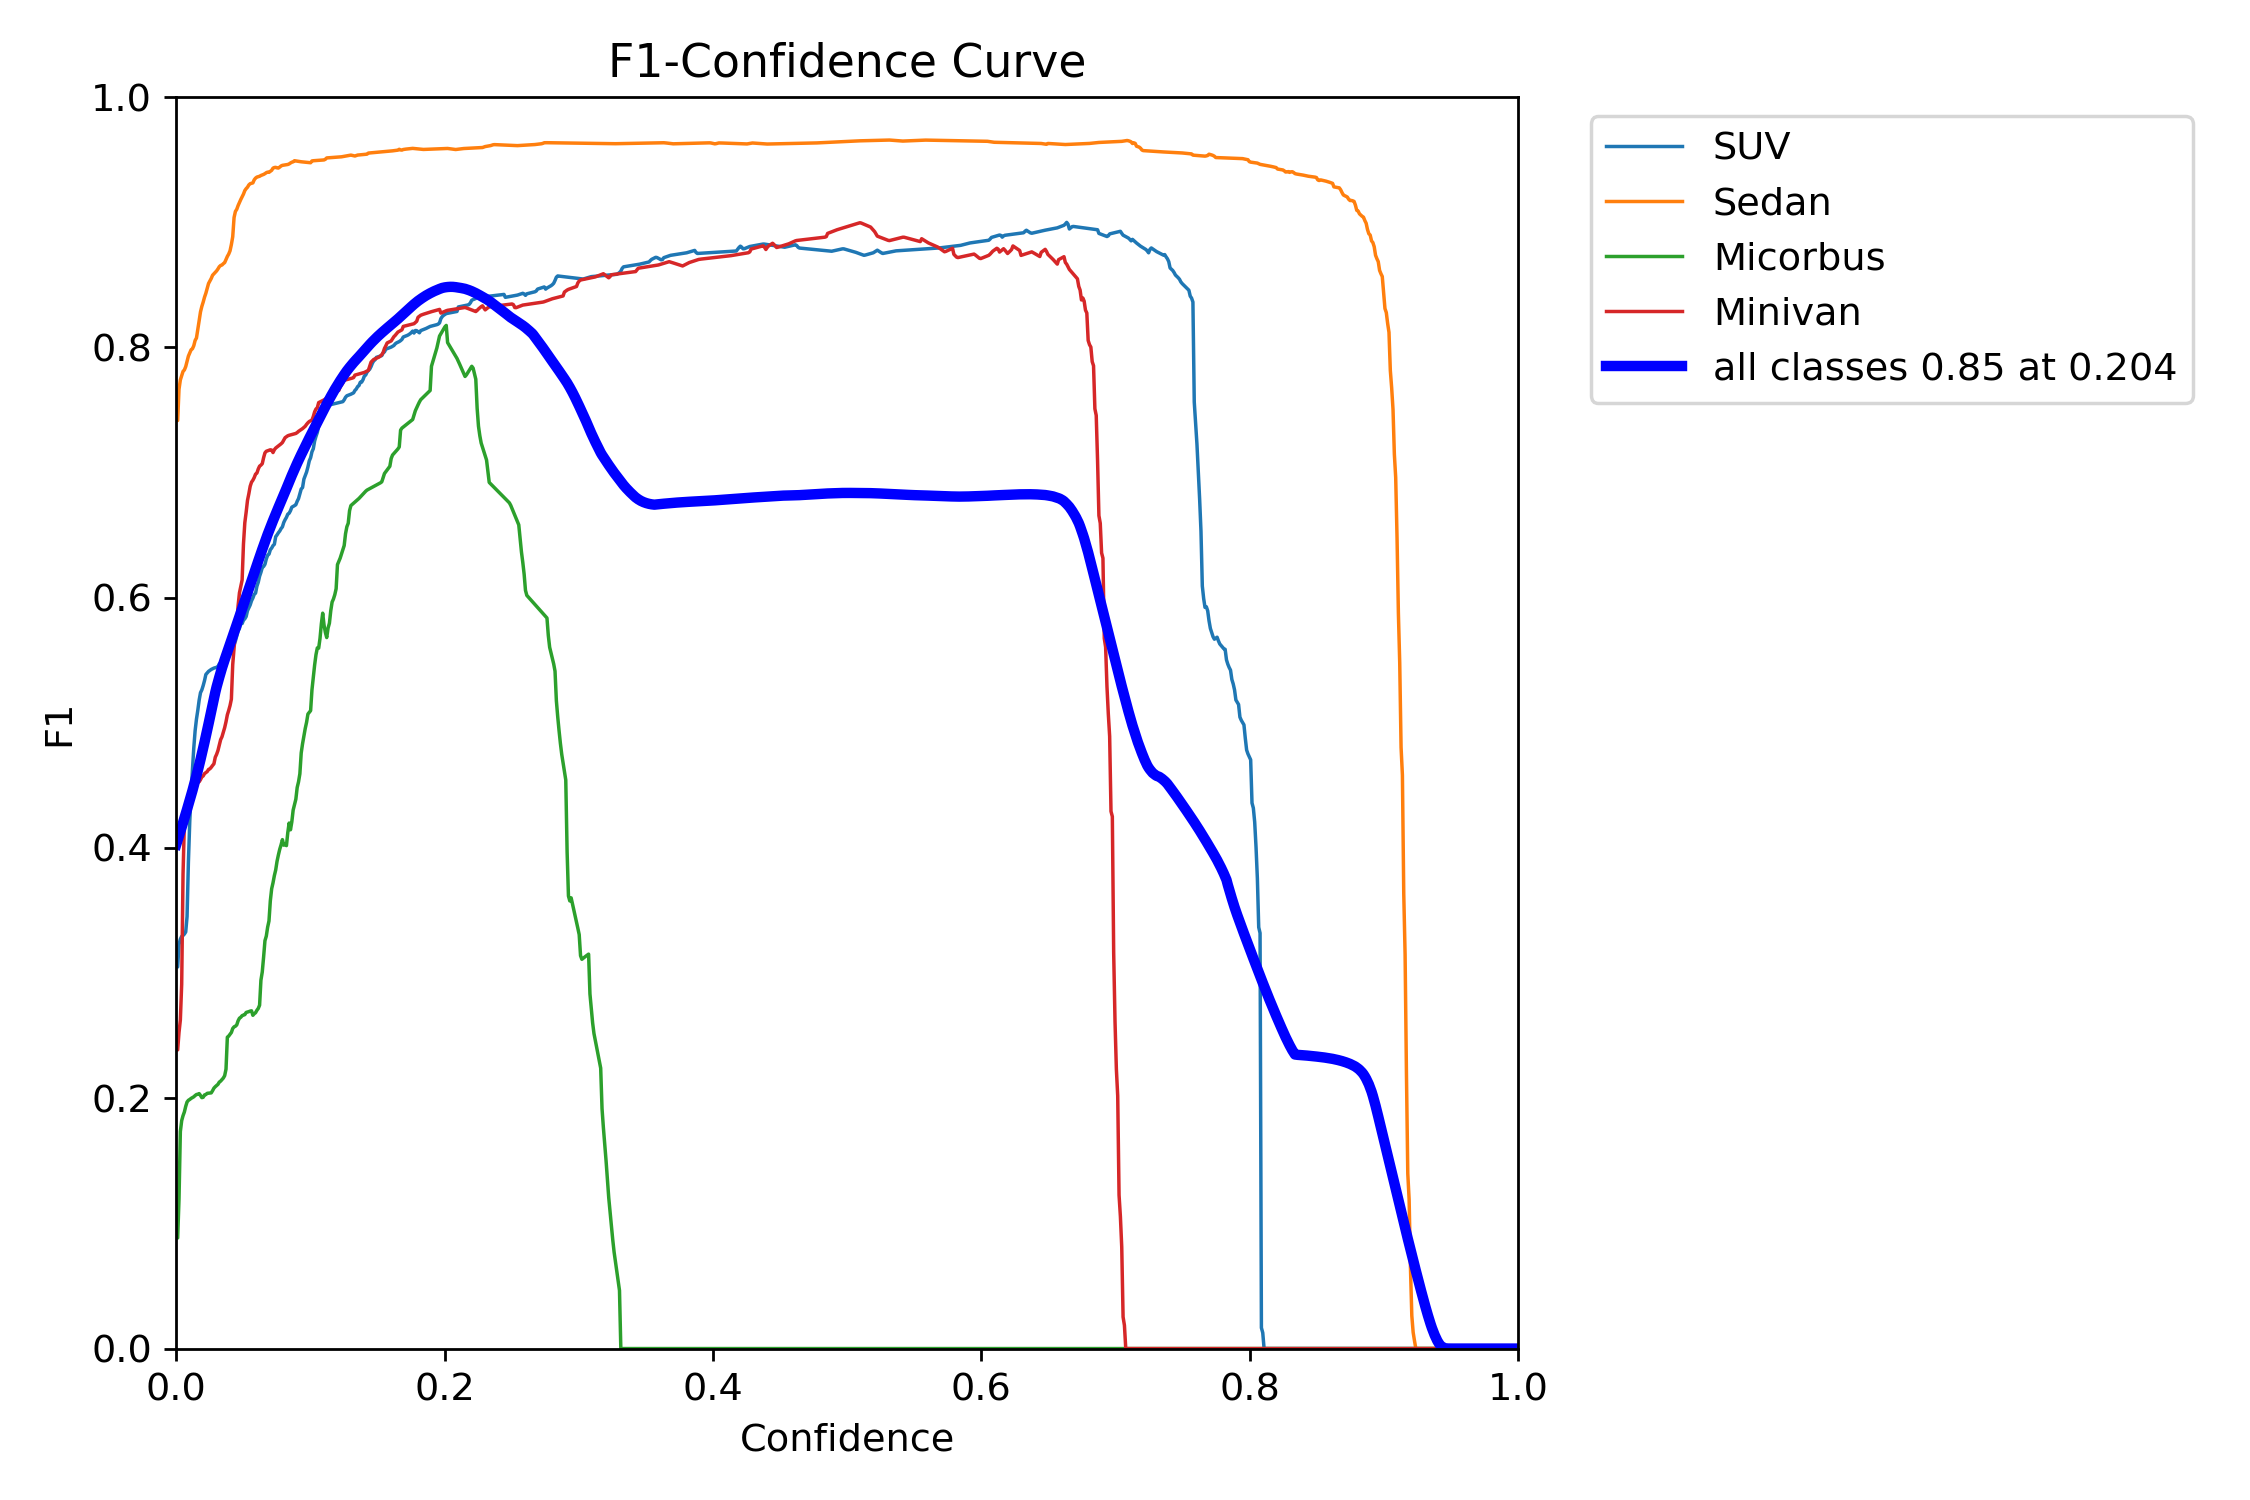 F1-Confidence Curve
SUV
Sedan
Micorbus
Minivan
all classes 0.85 at 0.204
F1
1.0
0.8
0.6
0.4
0.2
0.0
0.0 0.2 0.4 0.6 0.8 1.0
Confidence